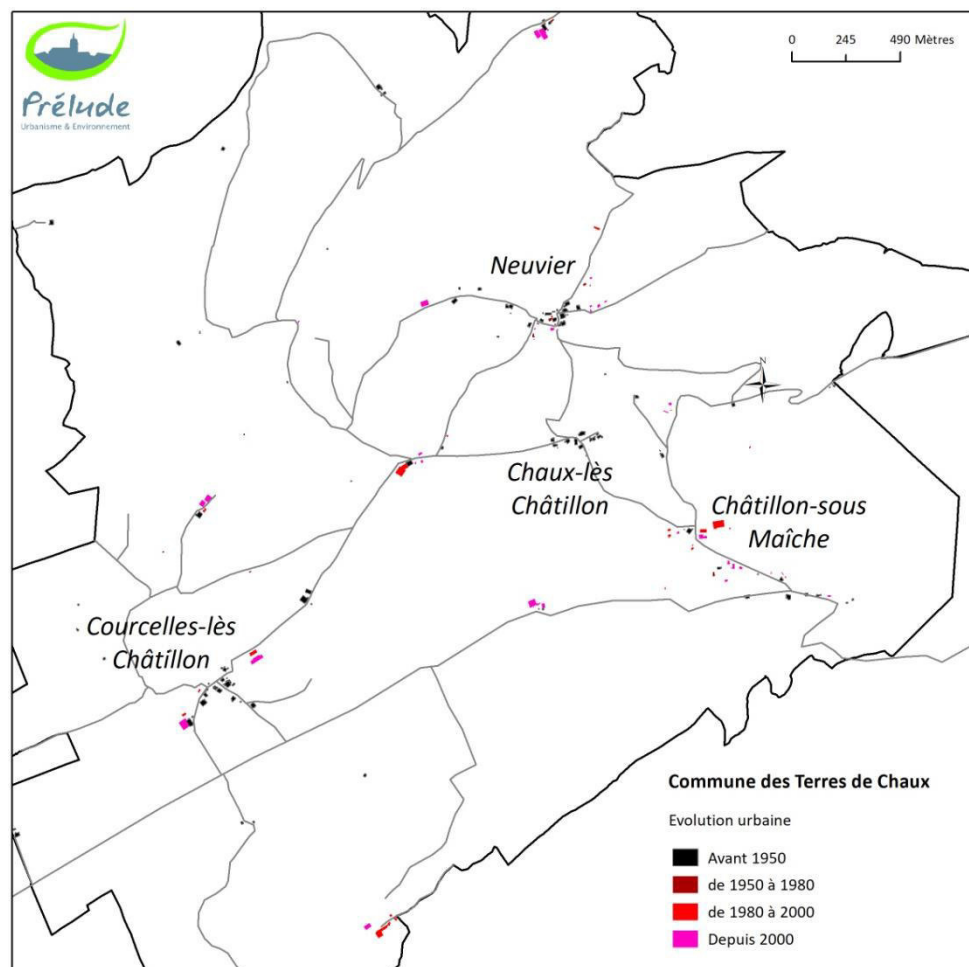 Prélude
Urbanisme & Environnement
0 245 490 Mètres
Neuvier
N
Chaux-lès
Châtillon
Châtillon-sous
Maîche
Courcelles-lès
Châtillon
Commune des Terres de Chaux
Evolution urbaine
Avant 1950
de 1950 à 1980
de 1980 à 2000
Depuis 2000